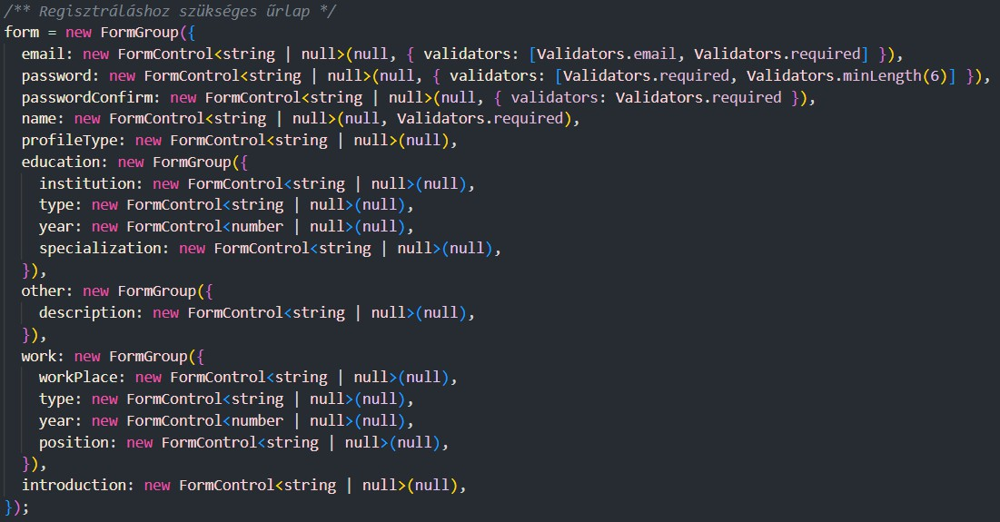 /** Regisztráláshoz szükséges űrlap */
form = new FormGroup({
  email: new FormControl<string | null>(null, { validators: [Validators.email, Validators.required] }),
  password: new FormControl<string | null>(null, { validators: [Validators.required, Validators.minLength(6)] }),
  passwordConfirm: new FormControl<string | null>(null, { validators: Validators.required }),
  name: new FormControl<string | null>(null, Validators.required),
  profileType: new FormControl<string | null>(null),
  education: new FormGroup({
    institution: new FormControl<string | null>(null),
    type: new FormControl<string | null>(null),
    year: new FormControl<number | null>(null),
    specialization: new FormControl<string | null>(null),
  }),
  other: new FormGroup({
    description: new FormControl<string | null>(null),
  }),
  work: new FormGroup({
    workPlace: new FormControl<string | null>(null),
    type: new FormControl<string | null>(null),
    year: new FormControl<number | null>(null),
    position: new FormControl<string | null>(null),
  }),
  introduction: new FormControl<string | null>(null),
});